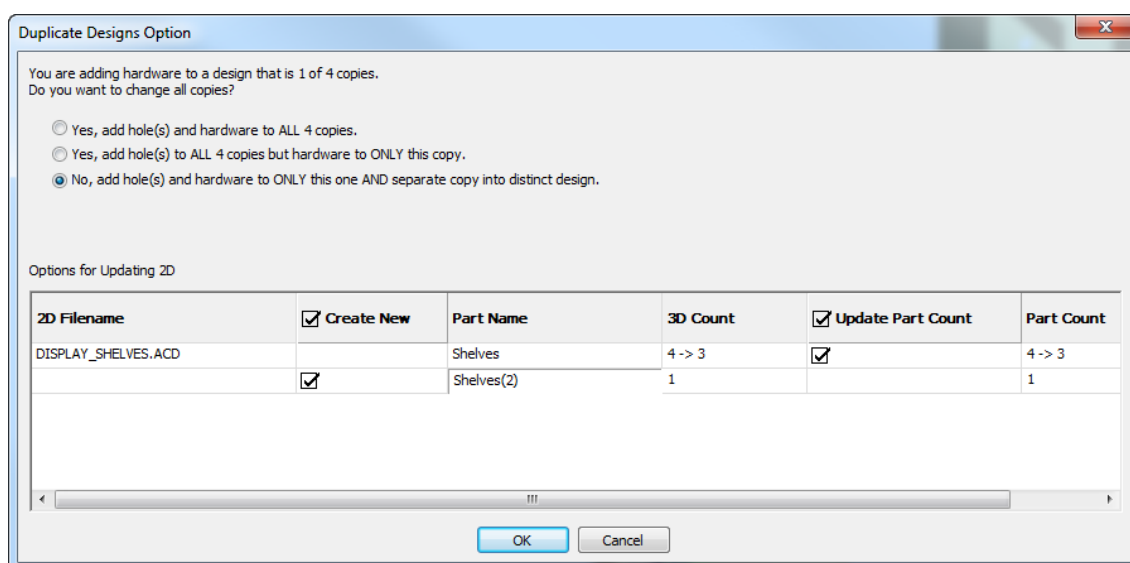 Duplicate Designs Option
You are adding hardware to a design that is 1 of 4 copies.
Do you want to change all copies?
Yes, add hole(s) and hardware to ALL 4 copies.
Yes, add hole(s) to ALL 4 copies but hardware to ONLY this copy.
No, add hole(s) and hardware to ONLY this one AND separate copy into distinct design.
Options for Updating 2D
2D Filename Create New Part Name 3D Count Update Part Count Part Count
DISPLAY_SHELVES.ACD Shelves 4 -> 3 4 -> 3
Shelves(2) 1 1
OK Cancel